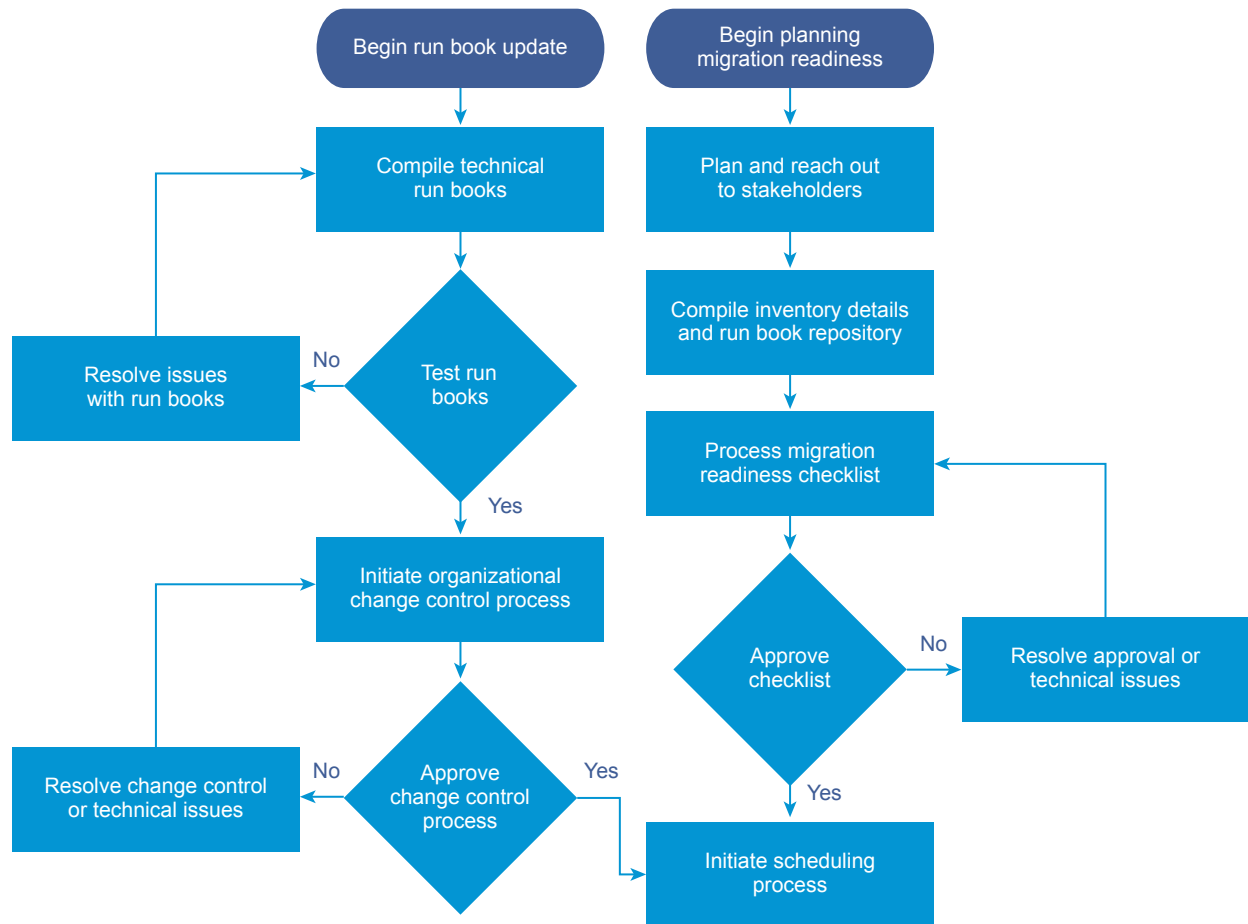 Begin run book update
Compile technical
run books
Test run
books
No
Resolve issues
with run books
Yes
Initiate organizational
change control process
Approve
change control
process
No
Resolve change control
or technical issues
Yes
Begin planning
migration readiness
Plan and reach out
to stakeholders
Compile inventory details
and run book repository
Process migration
readiness checklist
Approve
checklist
No
Resolve approval or
technical issues
Yes
Initiate scheduling
process